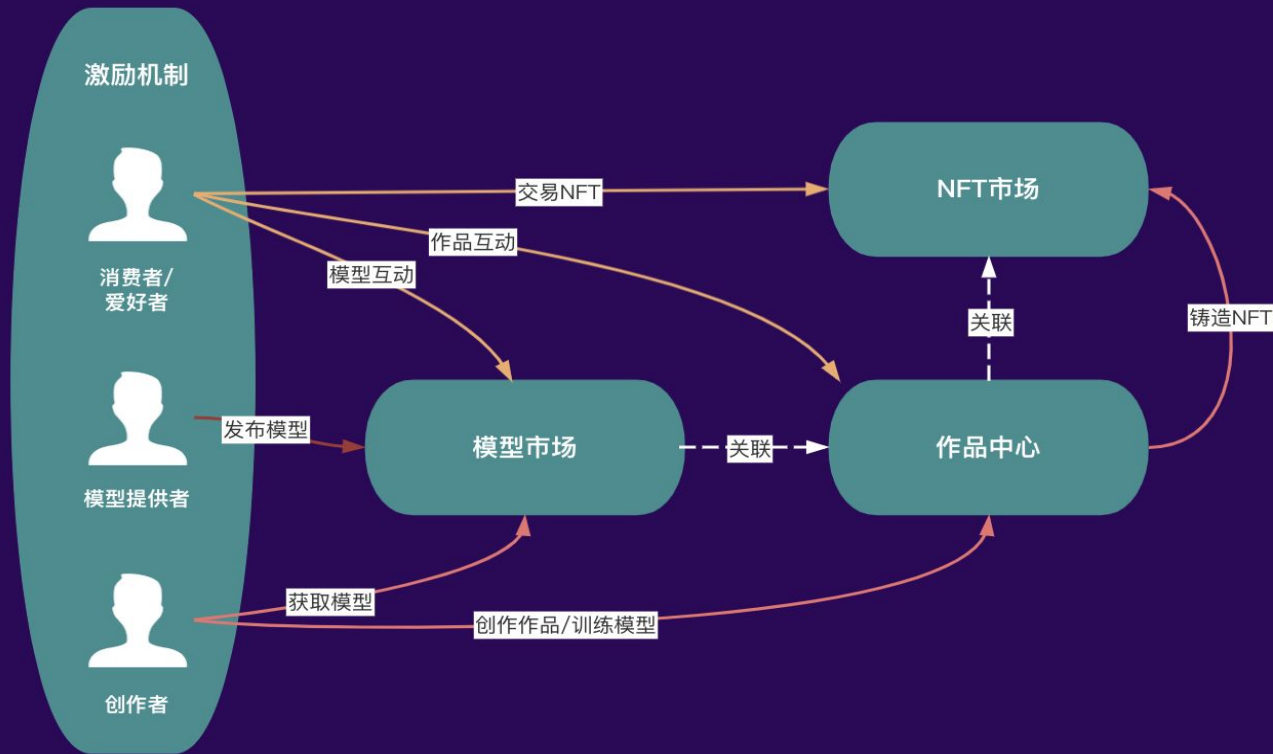 激励机制
消费者/
爱好者
模型提供者
创作者
交易NFT
作品互动
模型互动
发布模型
获取模型
创作作品/训练模型
NFT市场
关联
铸造NFT
模型市场
关联
作品中心